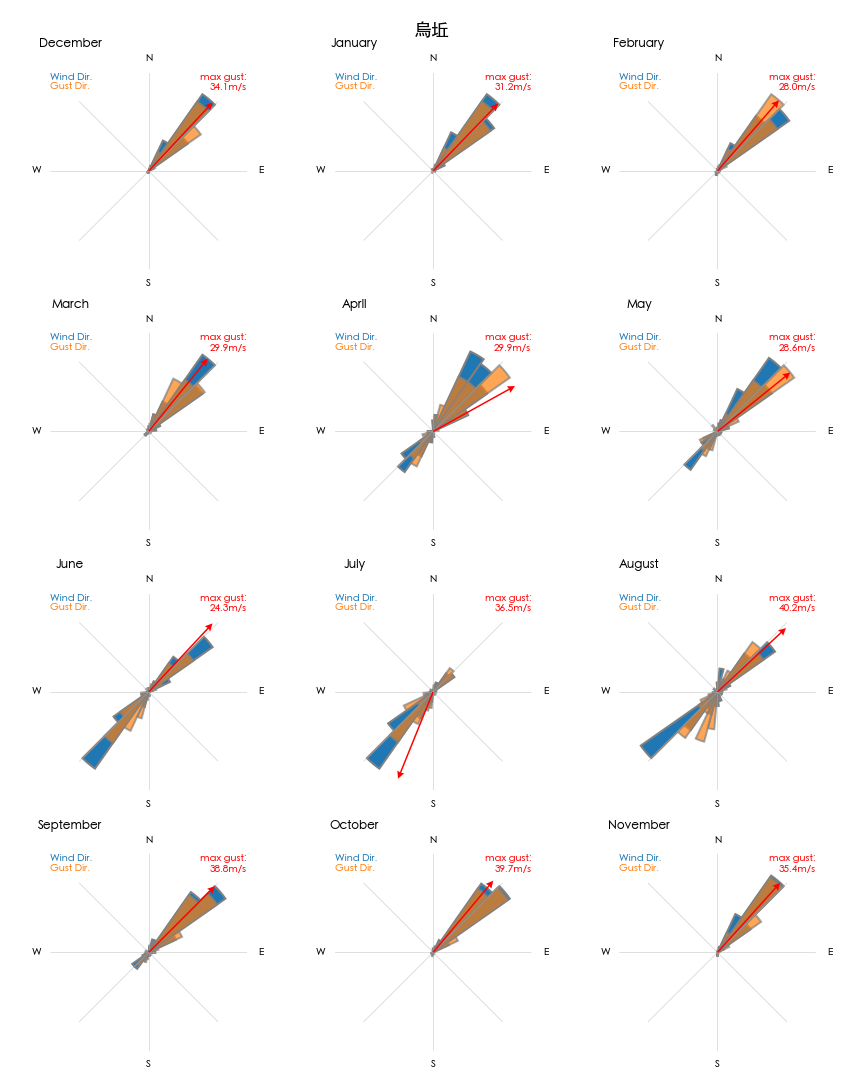 烏坵
December
January
February
N
N
N
Wind Dir.
Gust Dir.
max gust:
34.1m/s
Wind Dir.
Gust Dir.
max gust:
31.2m/s
Wind Dir.
Gust Dir.
max gust:
28.0m/s
W
E
W
E
W
E
S
S
S
March
April
May
N
N
N
Wind Dir.
Gust Dir.
max gust:
29.9m/s
Wind Dir.
Gust Dir.
max gust:
29.9m/s
Wind Dir.
Gust Dir.
max gust:
28.6m/s
W
E
W
E
W
E
S
S
S
June
July
August
N
N
N
Wind Dir.
Gust Dir.
max gust:
24.3m/s
Wind Dir.
Gust Dir.
max gust:
36.5m/s
Wind Dir.
Gust Dir.
max gust:
40.2m/s
W
E
W
E
W
E
S
S
S
September
October
November
N
N
N
Wind Dir.
Gust Dir.
max gust:
38.8m/s
Wind Dir.
Gust Dir.
max gust:
39.7m/s
Wind Dir.
Gust Dir.
max gust:
35.4m/s
W
E
W
E
W
E
S
S
S